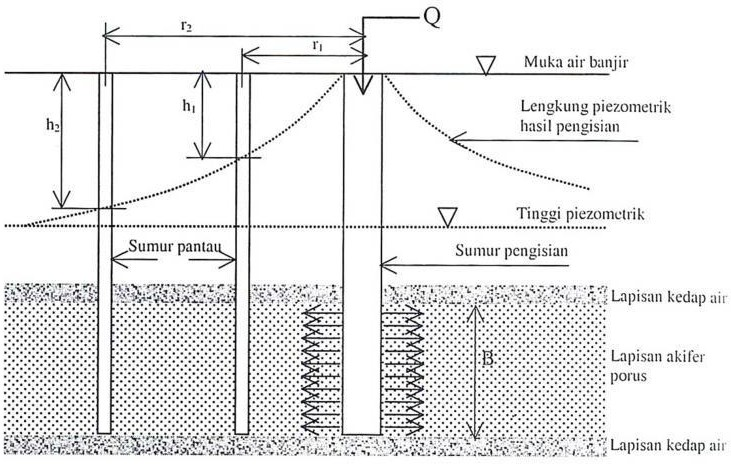 r₂
Q
r₁
Muka air banjir
h₁
h₂
Lengkung piezometrik
hasil pengisian
Tinggi piezometrik
Sumur pantau
Sumur pengisian
Lapisan kedap air
B
Lapisan akifer
porus
Lapisan kedap air